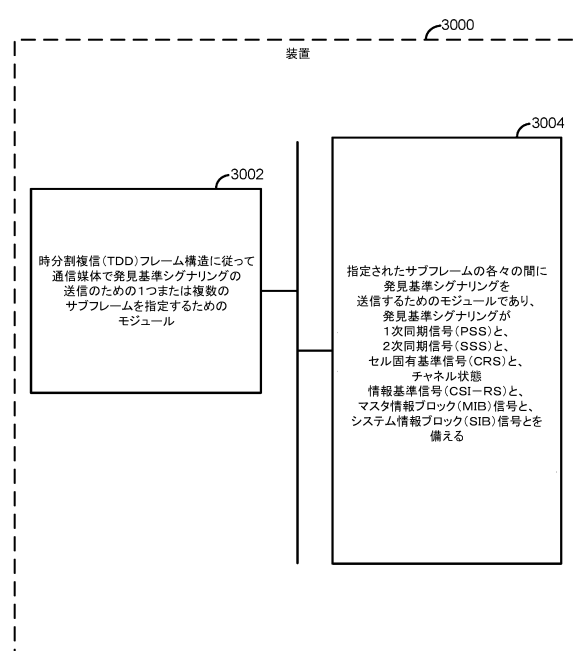 3000
装置
3002
時分割複信(TDD)フレーム構造に従って
通信媒体で発見基準シグナリングの
送信のための1つまたは複数の
サブフレームを指定するための
モジュール
3004
指定されたサブフレームの各々の間に
発見基準シグナリングを
送信するためのモジュールであり、
発見基準シグナリングが
1次同期信号(PSS)と、
2次同期信号(SSS)と、
セル固有基準信号(CRS)と、
チャネル状態
情報基準信号(CSI-RS)と、
マスタ情報ブロック(MIB)信号と、
システム情報ブロック(SIB)信号とを
備える